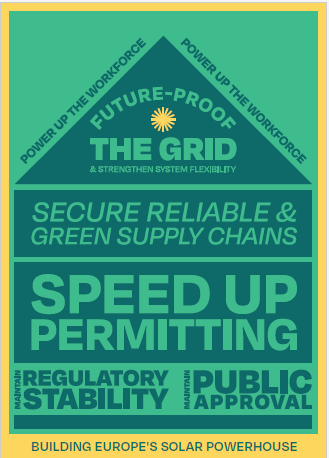 POWER UP THE WORKFORCE
POWER UP THE WORKFORCE
FUTURE-PROOF
THE GRID
& STRENGTHEN SYSTEM FLEXIBILITY
SECURE RELIABLE &
GREEN SUPPLY CHAINS
SPEED UP
PERMITTING
MAINTAIN
REGULATORY
STABILITY
MAINTAIN
PUBLIC
APPROVAL
BUILDING EUROPE'S SOLAR POWERHOUSE